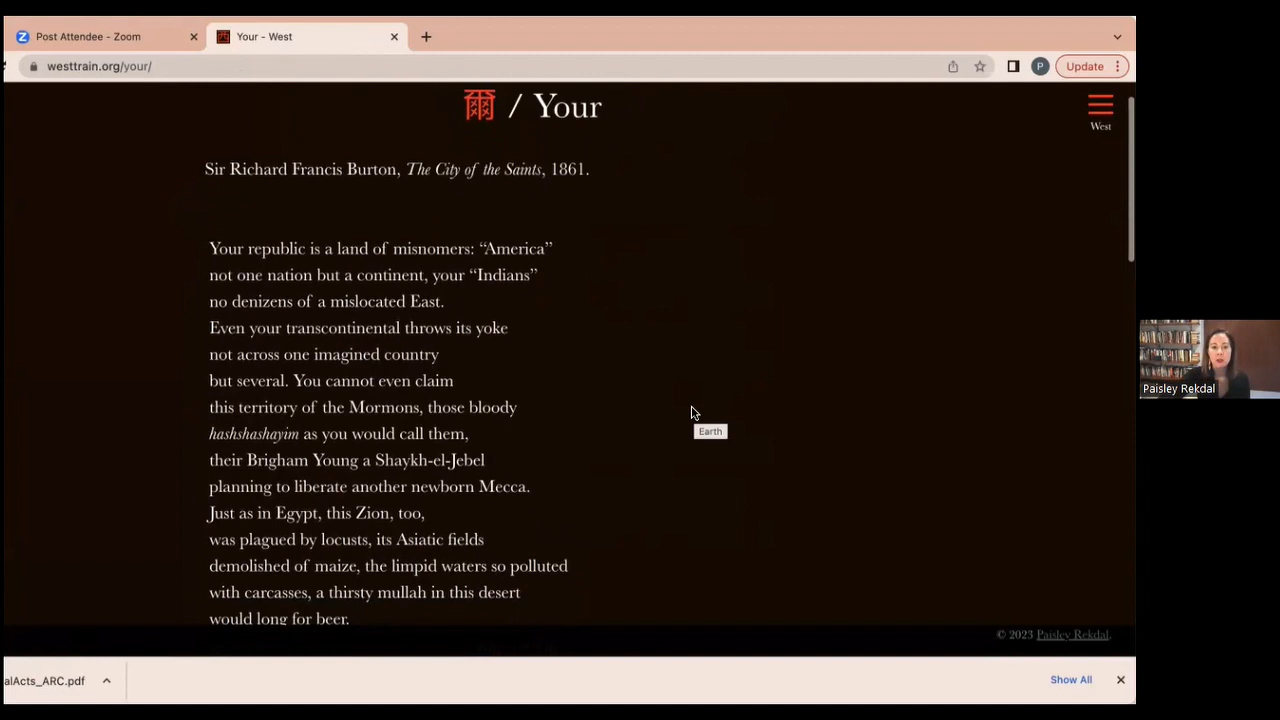 Post Attendee - Zoom
Your - West
westtrain.org/your/
P
Update
爾 / Your
West
Sir Richard Francis Burton, The City of the Saints, 1861.
Your republic is a land of misnomers: “America”
not one nation but a continent, your “Indians”
no denizens of a mislocated East.
Even your transcontinental throws its yoke
not across one imagined country
but several. You cannot even claim
this territory of the Mormons, those bloody
hashshashayim as you would call them,
their Brigham Young a Shaykh-el-Jebel
planning to liberate another newborn Mecca.
Just as in Egypt, this Zion, too,
was plagued by locusts, its Asiatic fields
demolished of maize, the limpid waters so polluted
with carcasses, a thirsty mullah in this desert
would long for beer.
Earth
Paisley Rekdal
© 2023 Paisley Rekdal.
alActs_ARC.pdf
Show All